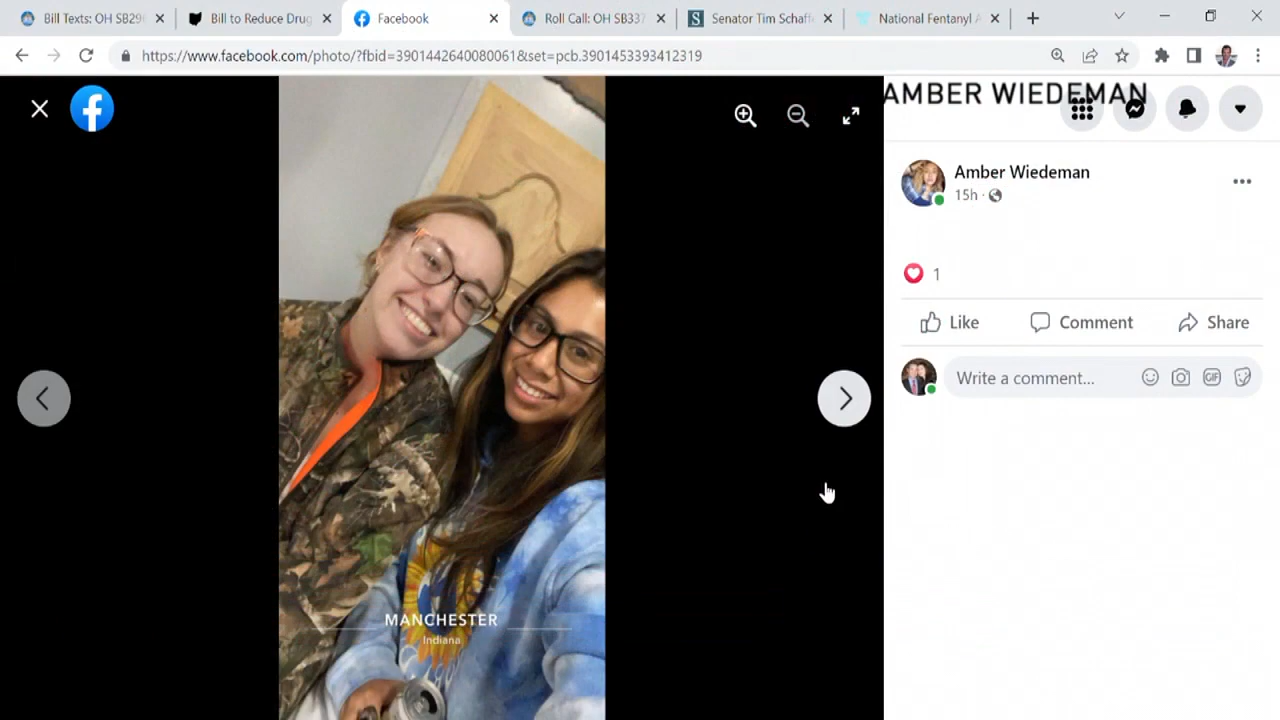 Bill Texts: OH SB29
Bill to Reduce Drug
Facebook
Roll Call: OH SB337
Senator Tim Schaff
National Fentanyl A
https://www.facebook.com/photo/?fbid=3901442640080061&set=pcb.3901453393412319
AMBER WIEDEMAN
Amber Wiedeman
15h ·
1
Like
Comment
Share
Write a comment...
GIF
MANCHESTER
Indiana